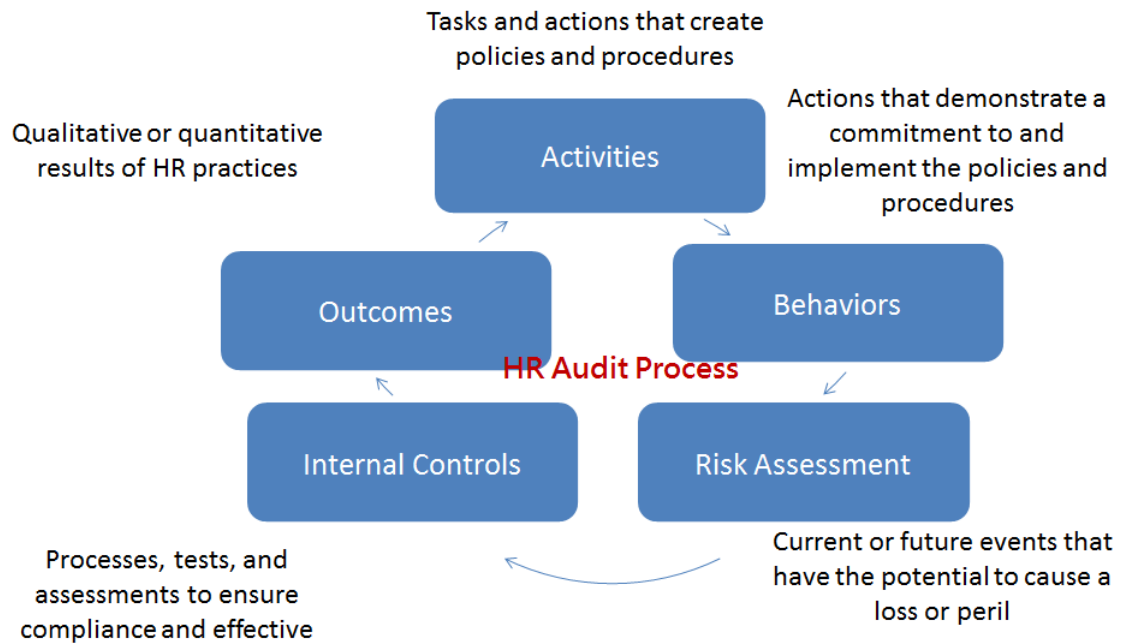 Tasks and actions that create
policies and procedures
Activities
Actions that demonstrate a
commitment to and
implement the policies and
procedures
Behaviors
HR Audit Process
Risk Assessment
Current or future events that
have the potential to cause a
loss or peril
Internal Controls
Processes, tests, and
assessments to ensure
compliance and effective
Outcomes
Qualitative or quantitative
results of HR practices